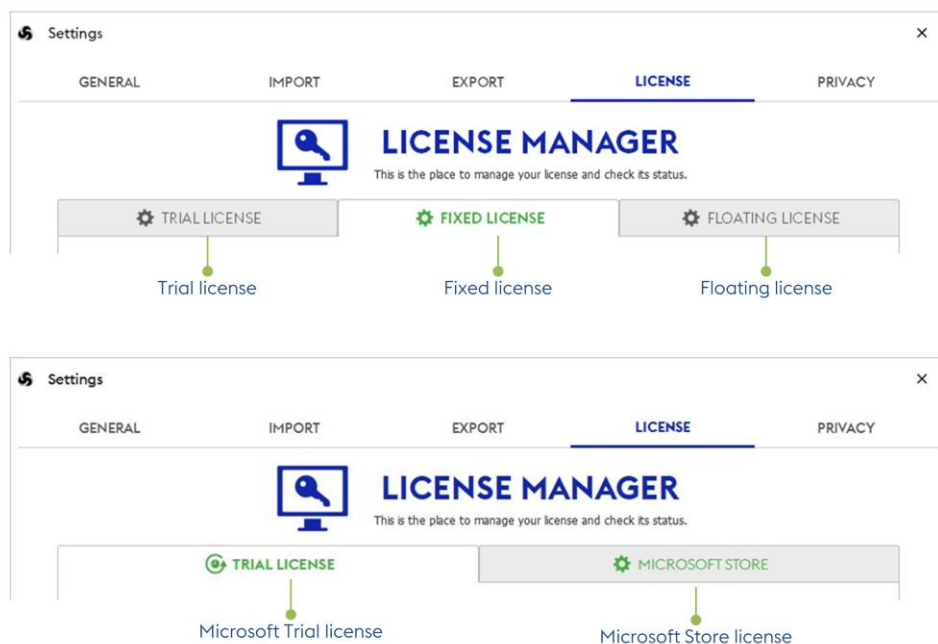 Settings
GENERAL IMPORT EXPORT LICENSE PRIVACY
LICENSE MANAGER
This is the place to manage your license and check its status.
TRIAL LICENSE FIXED LICENSE FLOATING LICENSE
Trial license Fixed license Floating license
Settings
GENERAL IMPORT EXPORT LICENSE PRIVACY
LICENSE MANAGER
This is the place to manage your license and check its status.
TRIAL LICENSE MICROSOFT STORE
Microsoft Trial license Microsoft Store license